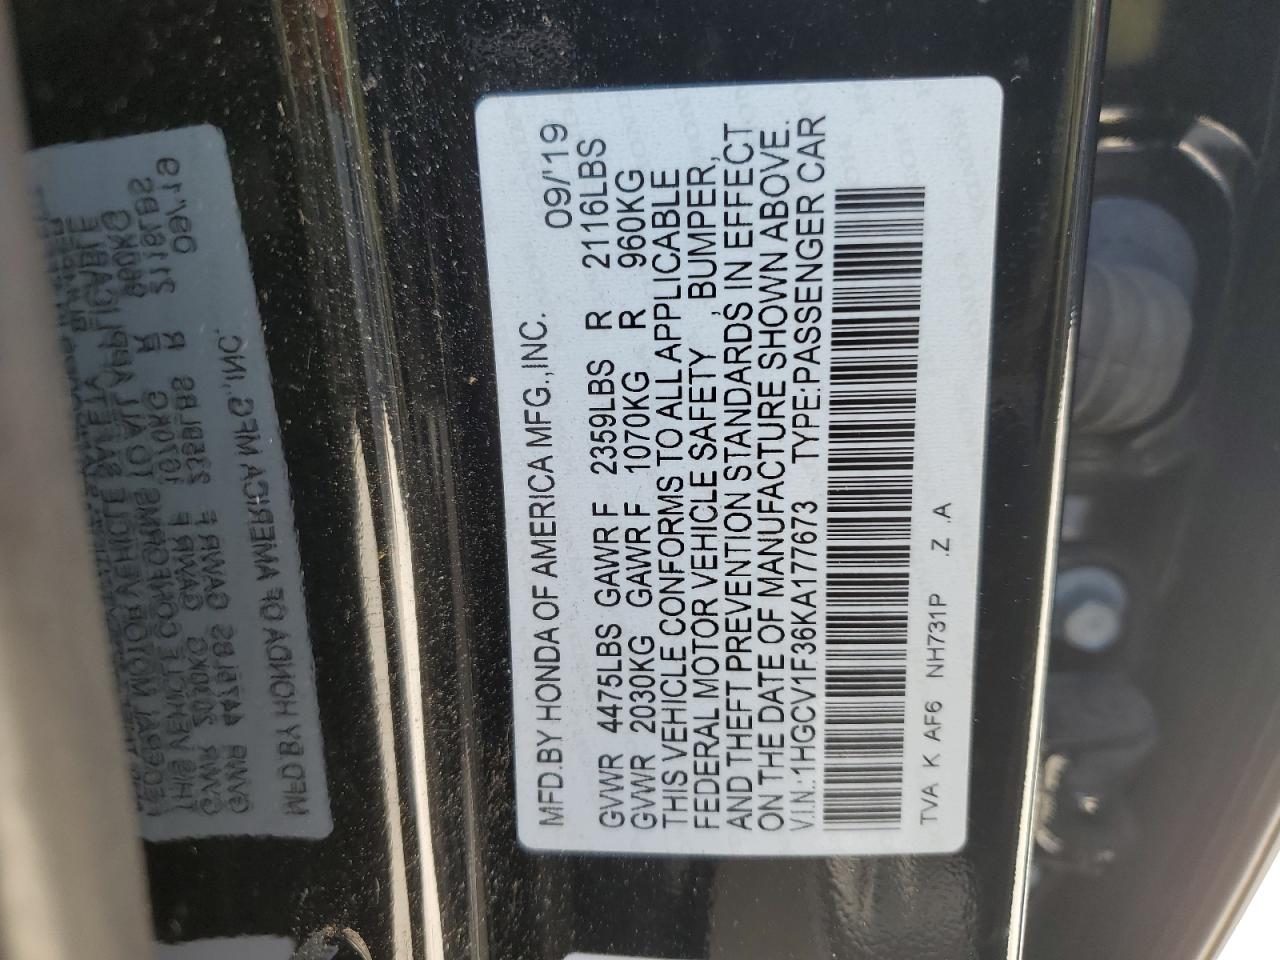 MFD.BY HONDA OF AMERICA MFG.,INC. 09/'19
GVWR 4475LBS GAWR F 2359LBS R 2116LBS
GVWR 2030KG GAWR F 1070KG R 960KG
THIS VEHICLE CONFORMS TO ALL APPLICABLE
FEDERAL MOTOR VEHICLE SAFETY , BUMPER,
AND THEFT PREVENTION STANDARDS IN EFFECT
ON THE DATE OF MANUFACTURE SHOWN ABOVE.
V.I.N.:1HGCV1F36KA177673 TYPE:PASSENGER CAR
TVA K AF6 NH731P .Z .A